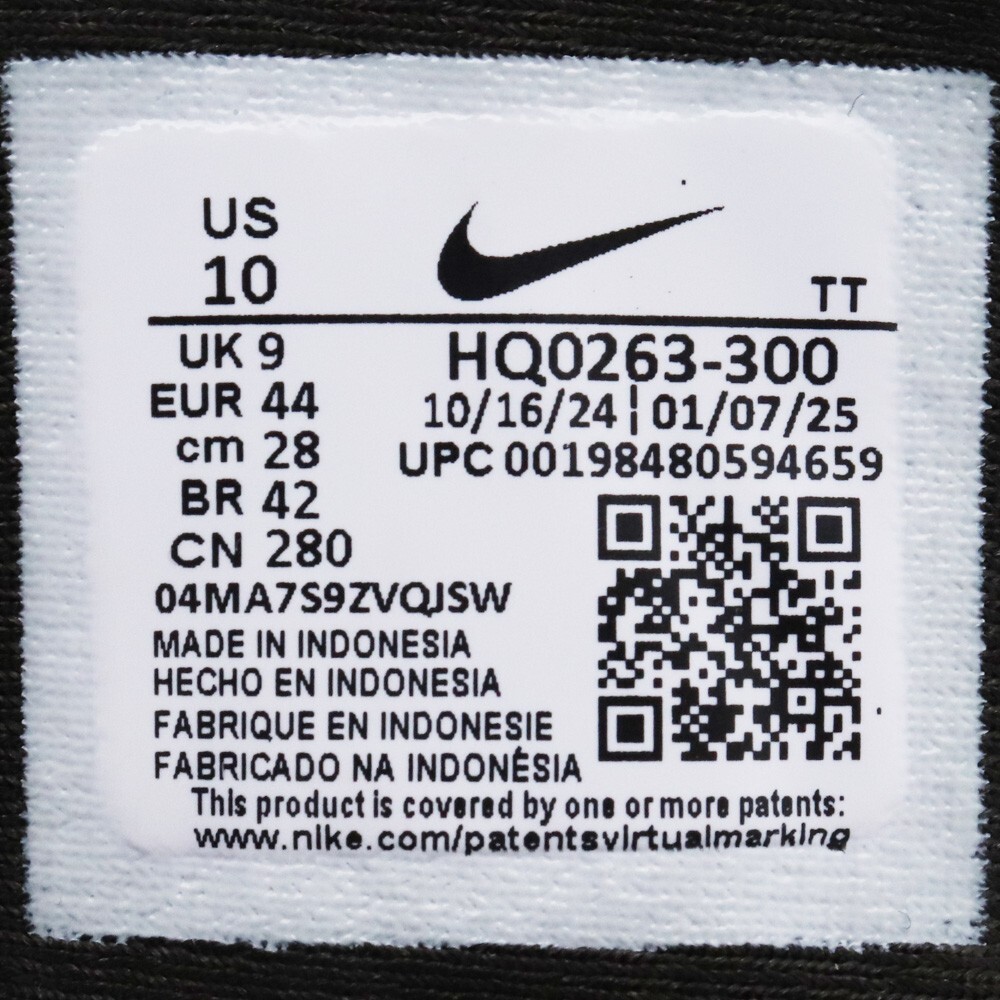 US
10
TT
UK 9
EUR 44
cm 28
BR 42
CN 280
HQ0263-300
10/16/24 ¦ 01/07/25
UPC 00198480594659
04MA7S9ZVQJSW
MADE IN INDONESIA
HECHO EN INDONESIA
FABRIQUE EN INDONESIE
FABRICADO NA INDONÉSIA
This product is covered by one or more patents:
www.nike.com/patentsvirtualmarking